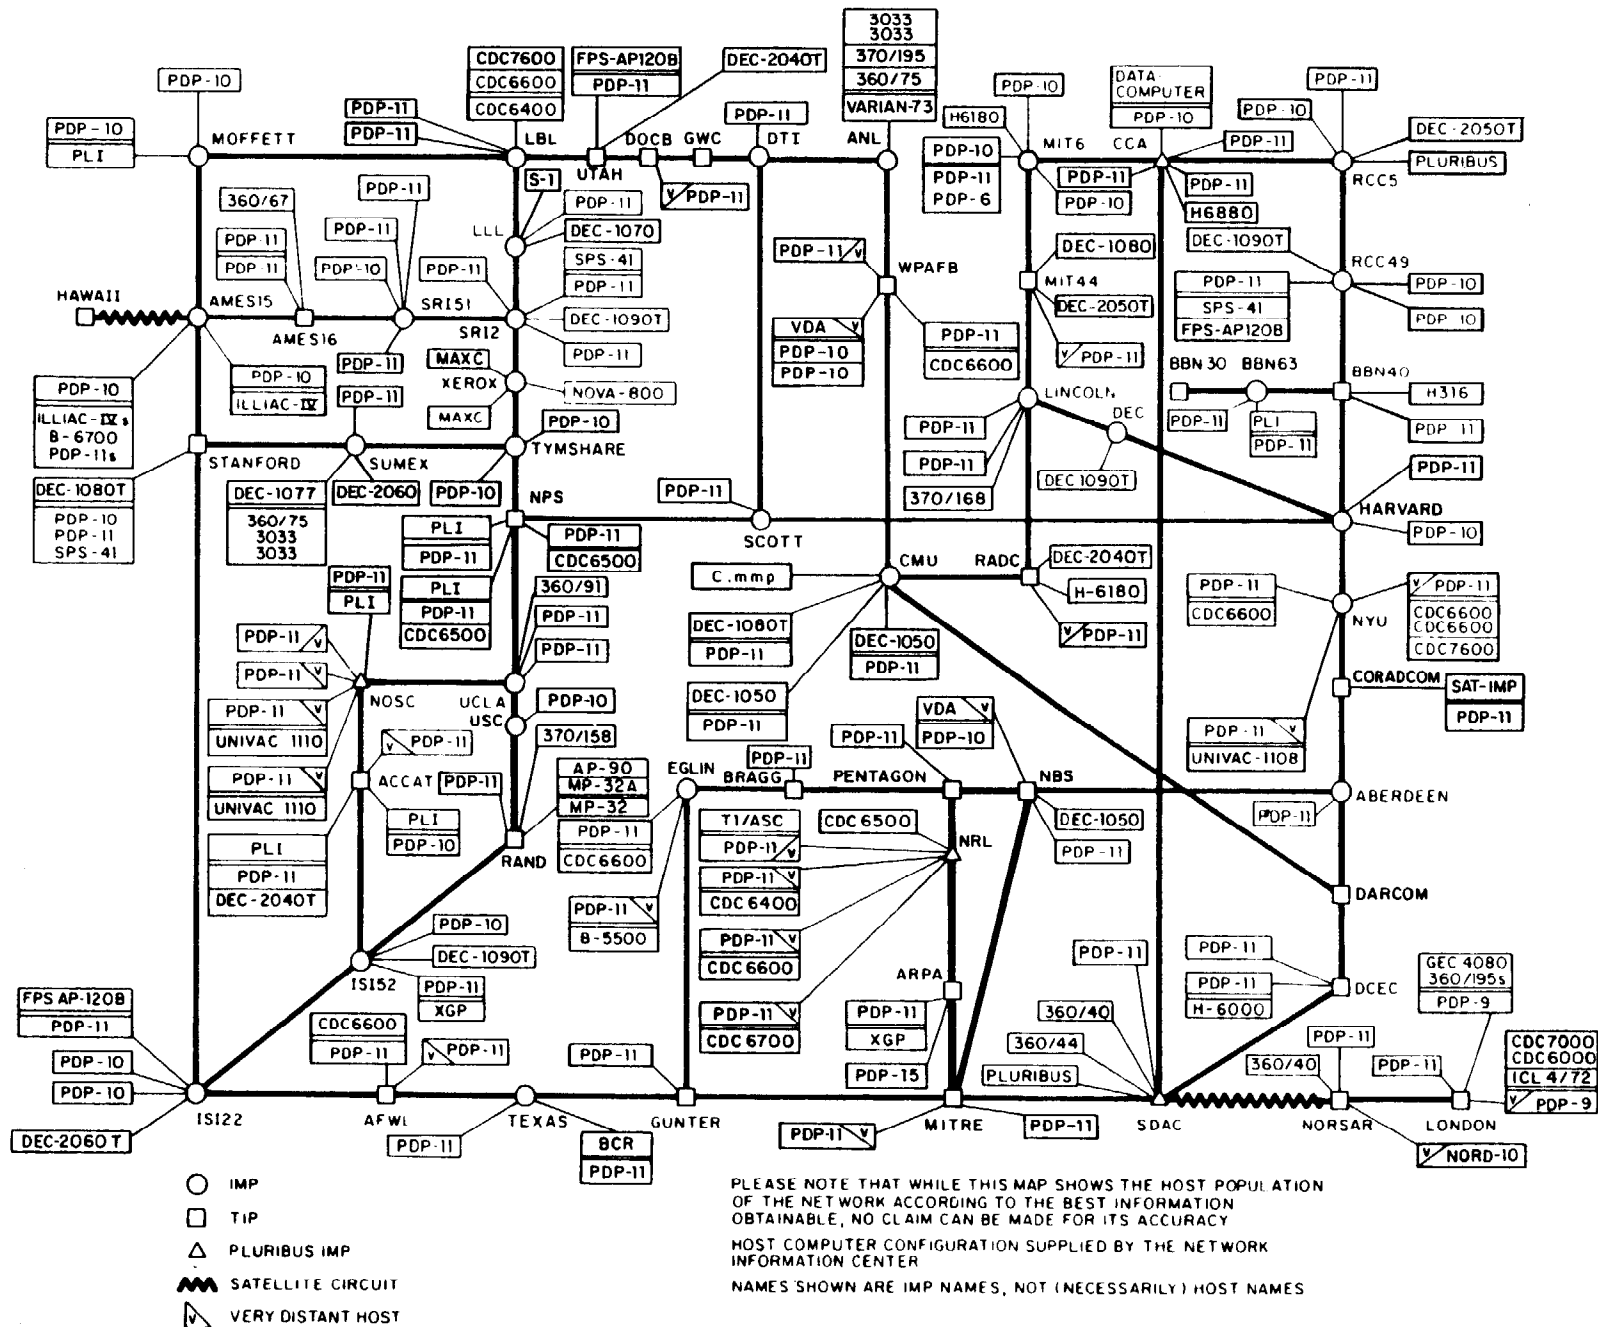 3033
3033
370/195
360/75
VARIAN-73
CDC7600
CDC6600
CDC6400
FPS-AP120B
PDP-11
DEC-2040T
PDP-10
PDP-11
PDP-11
PDP-11
PDP-10
DATA-
COMPUTER
PDP-10
PDP-11
PDP-10
H6180
DEC-2050T
PLURIBUS
PDP-10
PLI
MOFFETT
LBL
UTAH
DOCB
GWC
DTI
ANL
MIT6
CCA
RCC5
PDP-10
PDP-11
PDP-6
PDP-11
PDP-11
PDP-10
PDP-11
H6880
V PDP-11
S-1
PDP-11
DEC-1070
LLL
360/67
PDP-11
PDP-11
PDP-11
PDP-11
PDP-10
PDP-11
SPS-41
PDP-11
DEC-1090T
PDP-11
PDP-11 V
WPAFB
DEC-1080
MIT44
DEC-2050T
V PDP-11
DEC-1090T
RCC49
PDP-11
SPS-41
FPS-AP120B
PDP-10
PDP-10
HAWAII
AMES15
AMES16
SRI51
SRI2
PDP-11
MAXC
XEROX
NOVA-800
MAXC
VDA V
PDP-10
PDP-10
PDP-11
CDC6600
BBN30
BBN63
BBN40
H316
PDP-11
PDP-11
PLI
PDP-11
PDP-10
ILLIAC-IVs
B-6700
PDP-11s
PDP-10
ILLIAC-IV
PDP-11
LINCOLN
DEC
PDP-11
PDP-11
370/168
DEC1090T
STANFORD
SUMEX
TYMSHARE
PDP-10
PDP-10
DEC-1080T
PDP-10
PDP-11
SPS-41
DEC-1077
360/75
3033
3033
DEC-2060
NPS
PLI
PDP-11
PDP-11
CDC6500
PLI
PDP-11
CDC6500
PDP-11
SCOTT
PDP-11
HARVARD
PDP-10
PDP-11
PLI
360/91
PDP-11
PDP-11
C.mmp
CMU
RADC
DEC-2040T
H-6180
V PDP-11
DEC-1080T
PDP-11
DEC-1050
PDP-11
DEC-1050
PDP-11
PDP-11
CDC6600
V PDP-11
CDC6600
CDC6600
CDC7600
NYU
PDP-11 V
PDP-11 V
PDP-11 V
UNIVAC 1110
PDP-11 V
UNIVAC 1110
NOSC
UCLA
USC
PDP-10
370/158
CORADCOM
SAT-IMP
PDP-11
PDP-11 V
UNIVAC-1108
V PDP-11
ACCAT
PLI
PDP-10
PLI
PDP-11
DEC-2040T
PDP-11
RAND
AP-90
MP-32A
MP-32
PDP-11
CDC6600
EGLIN
BRAGG
PDP-11
PENTAGON
PDP-11
VDA V
PDP-10
NBS
DEC-1050
PDP-11
ABERDEEN
PDP-11
T1/ASC
PDP-11 V
CDC 6500
NRL
PDP-11 V
CDC 6400
PDP-11 V
CDC 6600
PDP-11 V
CDC 6700
PDP-11 V
B-5500
DARCOM
PDP-10
DEC-1090T
ISI52
PDP-11
XGP
ARPA
PDP-11
XGP
PDP-15
PDP-11
PDP-11
PDP-11
H-6000
DCEC
GEC 4080
360/195s
PDP-9
FPS AP-120B
PDP-11
PDP-10
PDP-10
DEC-2060T
ISI22
CDC6600
PDP-11
V PDP-11
AFWL
PDP-11
TEXAS
BCR
PDP-11
PDP-11
GUNTER
PDP-11 V
MITRE
PDP-11
360/40
360/44
PLURIBUS
SDAC
360/40
PDP-11
NORSAR
V NORD-10
PDP-11
LONDON
CDC7000
CDC6000
ICL 4/72
V PDP-9
IMP
TIP
PLURIBUS IMP
SATELLITE CIRCUIT
V VERY DISTANT HOST
PLEASE NOTE THAT WHILE THIS MAP SHOWS THE HOST POPULATION
OF THE NETWORK ACCORDING TO THE BEST INFORMATION
OBTAINABLE, NO CLAIM CAN BE MADE FOR ITS ACCURACY
HOST COMPUTER CONFIGURATION SUPPLIED BY THE NETWORK
INFORMATION CENTER
NAMES SHOWN ARE IMP NAMES, NOT (NECESSARILY) HOST NAMES